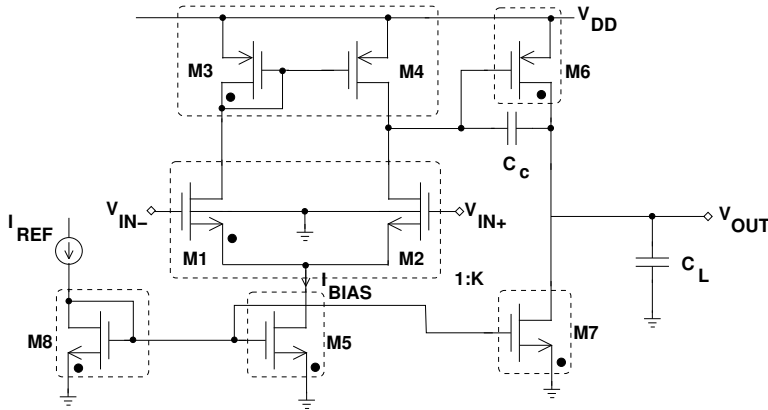 V_DD
M3
M4
M6
C_c
V_IN−
V_IN+
V_OUT
I_REF
M1
M2
C_L
I_BIAS
1:K
M8
M5
M7